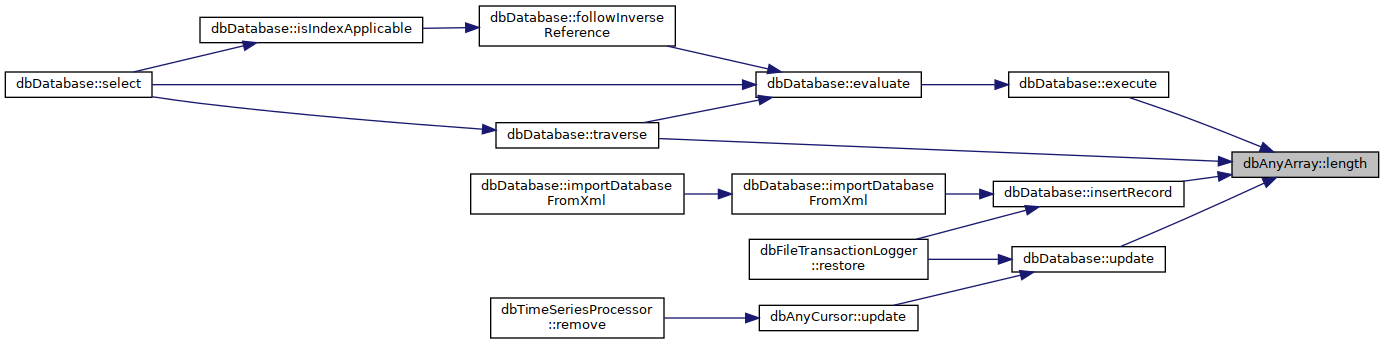 dbDatabase::followInverse
Reference
dbDatabase::isIndexApplicable
dbDatabase::select
dbDatabase::evaluate
dbDatabase::execute
dbDatabase::traverse
dbAnyArray::length
dbDatabase::importDatabase
FromXml
dbDatabase::importDatabase
FromXml
dbDatabase::insertRecord
dbFileTransactionLogger
::restore
dbDatabase::update
dbTimeSeriesProcessor
::remove
dbAnyCursor::update